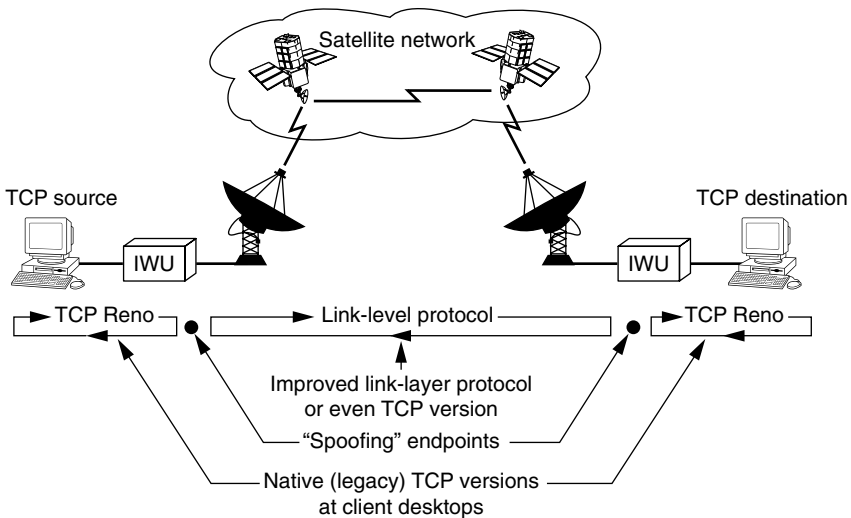 Satellite network
TCP source
TCP destination
IWU
IWU
TCP Reno
Link-level protocol
TCP Reno
Improved link-layer protocol
or even TCP version
“Spoofing” endpoints
Native (legacy) TCP versions
at client desktops